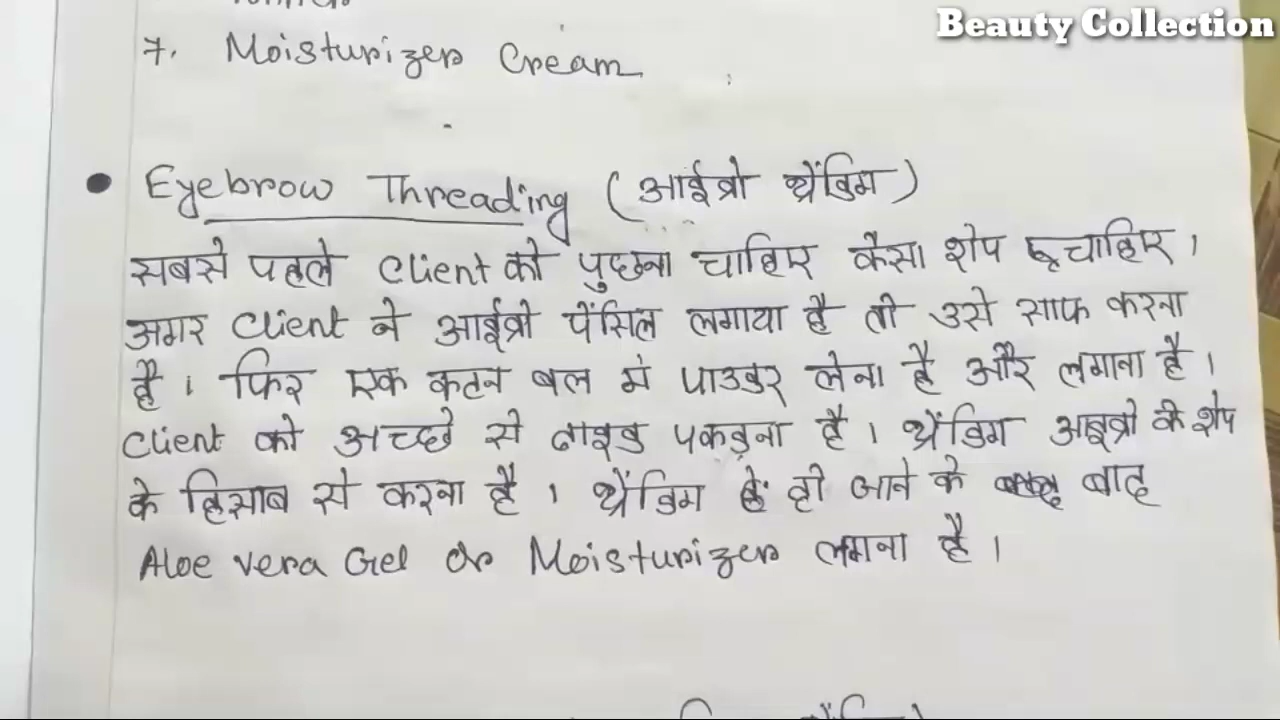 Beauty Collection
7. Moisturizer Cream
• Eyebrow Threading (आईब्रो थ्रेंडिग)
सबसे पहले Client को पुछना चाहिए कैसा शेप चाहिए ।
अगर Client ने आईब्रो पेंसिल लगाया है तो उसे साफ करना
है । फिर एक कटन बल मे पाउडर लेना है और लगाना है ।
Client को अच्छे से टाइड पकड़ना है । थ्रेंडिग आइब्रो के शेप
के हिसाब से करना है । थ्रेंडिग हो जाने के बाद
Aloe vera Gel or Moisturizer लगाना है ।